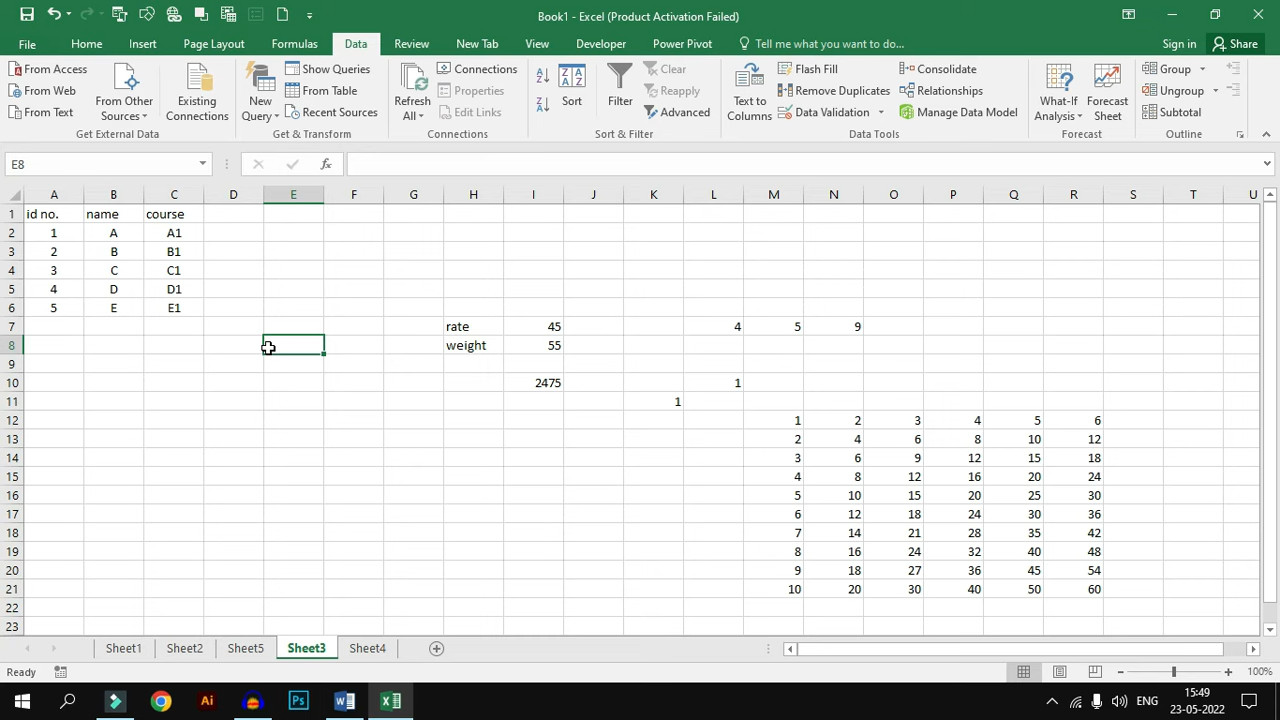 Book1 - Excel (Product Activation Failed)
File Home Insert Page Layout Formulas Data Review New Tab View Developer Power Pivot Tell me what you want to do... Sign in Share
From Access
From Web
From Text
From Other Sources
Existing Connections
Get External Data
New Query
Show Queries
From Table
Recent Sources
Get & Transform
Refresh All
Connections
Properties
Edit Links
Connections
Sort
Filter
Clear
Reapply
Advanced
Sort & Filter
Text to Columns
Flash Fill
Remove Duplicates
Data Validation
Consolidate
Relationships
Manage Data Model
Data Tools
What-If Analysis
Forecast Sheet
Forecast
Group
Ungroup
Subtotal
Outline
E8 fx
A B C D E F G H I J K L M N O P Q R S T U
1 id no. name course
2 1 A A1
3 2 B B1
4 3 C C1
5 4 D D1
6 5 E E1
7 rate 45 4 5 9
8 weight 55
9
10 2475 1
11 1
12 1 2 3 4 5 6
13 2 4 6 8 10 12
14 3 6 9 12 15 18
15 4 8 12 16 20 24
16 5 10 15 20 25 30
17 6 12 18 24 30 36
18 7 14 21 28 35 42
19 8 16 24 32 40 48
20 9 18 27 36 45 54
21 10 20 30 40 50 60
22
23
Sheet1 Sheet2 Sheet5 Sheet3 Sheet4
Ready 100%
Ai Ps ENG 15:49
23-05-2022